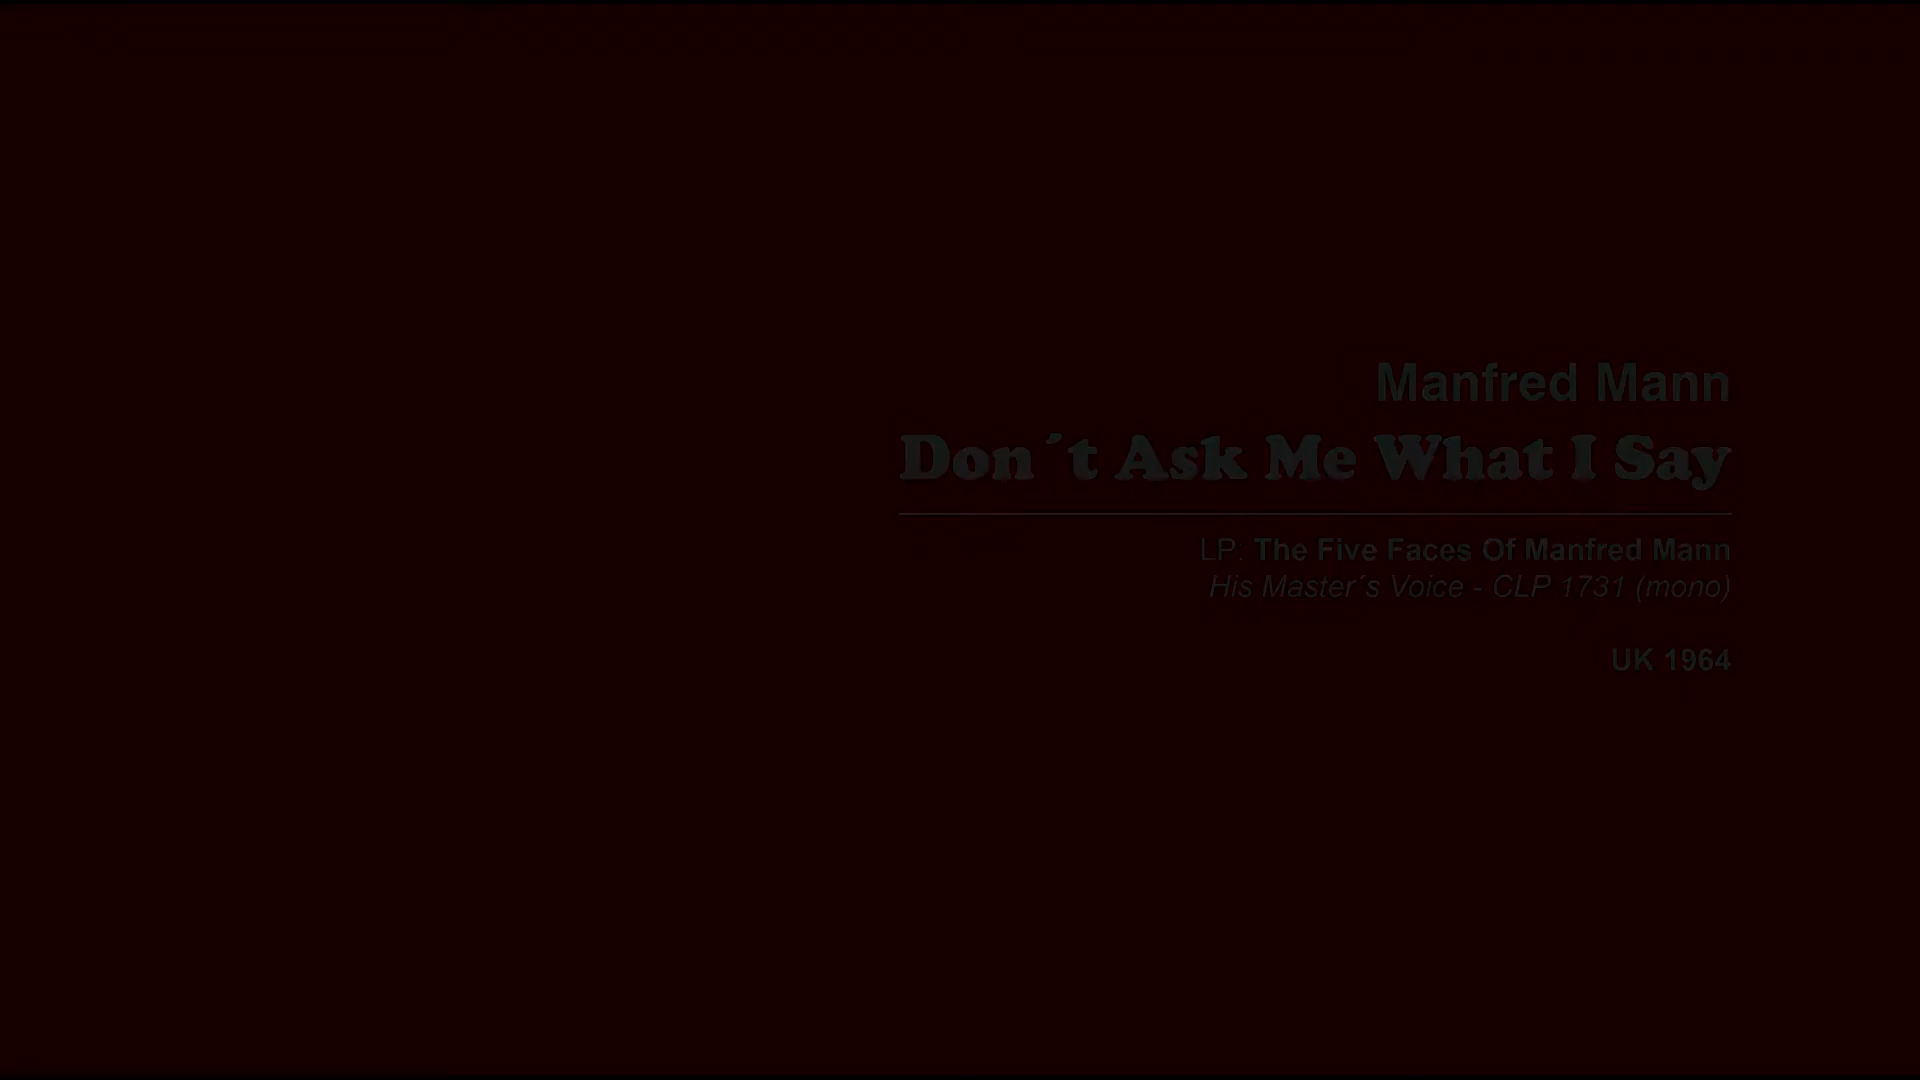 Manfred Mann
Don´t Ask Me What I Say
LP: The Five Faces Of Manfred Mann
His Master´s Voice - CLP 1731 (mono)
UK 1964